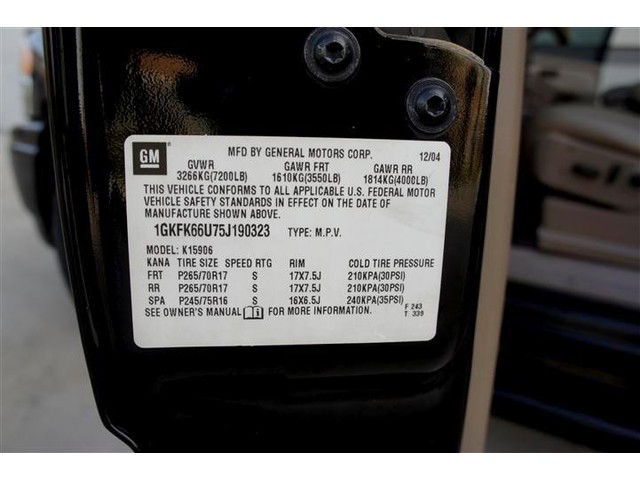 GM
MFD BY GENERAL MOTORS CORP. 12/04
GVWR GAWR FRT GAWR RR
3266KG(7200LB) 1610KG(3550LB) 1814KG(4000LB)
THIS VEHICLE CONFORMS TO ALL APPLICABLE U.S. FEDERAL MOTOR
VEHICLE SAFETY STANDARDS IN EFFECT ON THE DATE OF
MANUFACTURE SHOWN ABOVE.
1GKFK66U75J190323 TYPE: M.P.V.
MODEL: K15906
KANA TIRE SIZE SPEED RTG RIM COLD TIRE PRESSURE
FRT P265/70R17 S 17X7.5J 210KPA(30PSI)
RR P265/70R17 S 17X7.5J 210KPA(30PSI)
SPA P245/75R16 S 16X6.5J 240KPA(35PSI)
SEE OWNER'S MANUAL FOR MORE INFORMATION.
F 243
T 339